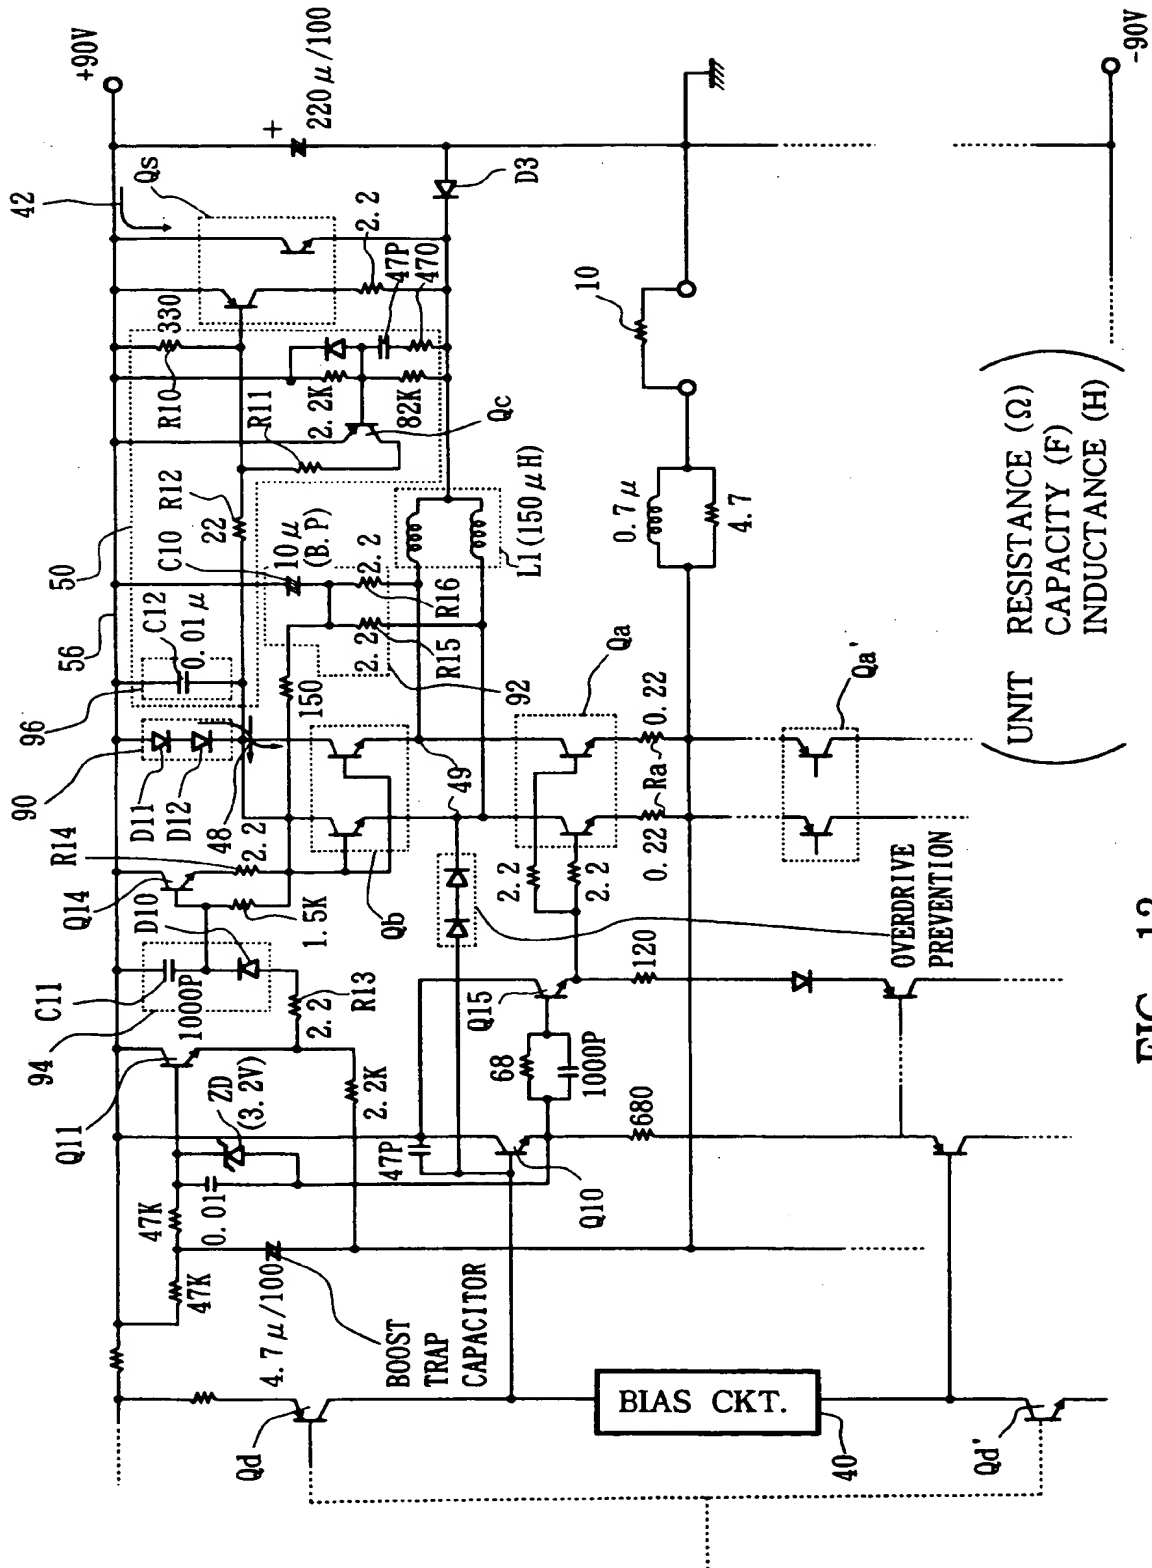 +90V
220μ/100
+
42
Qs
D3
2.2
47P
470
330
R10
R11
2.2K
82K
Qc
10
50
R12
22
C10
10μ
(B.P)
2.2
R16
2.2
R15
L1(150μH)
0.7μ
4.7
56
C12
0.01μ
96
150
92
Qa
Qa'
90
D11
D12
48
49
Ra
0.22
0.22
R14
2.2
Q14
D10
1.5K
Qb
2.2
2.2
OVERDRIVE
PREVENTION
C11
1000P
94
2.2
R13
Q15
120
Q11
ZD
(3.2V)
2.2K
68
1000P
47P
680
Q10
47K
0.01
47K
4.7μ/100
BOOST
TRAP
CAPACITOR
Qd
BIAS CKT.
40
Qd'
-90V
UNIT RESISTANCE (Ω)
CAPACITY (F)
INDUCTANCE (H)